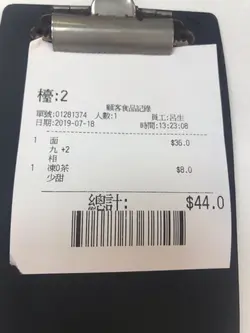 檯:2
顧客食品記錄
單號:01281374 人數:1 員工:呂生
日期:2019-07-18 時間:13:23:08
1 面 $36.0
九 +2
相
1 凍0茶 $8.0
少甜
總計: $44.0